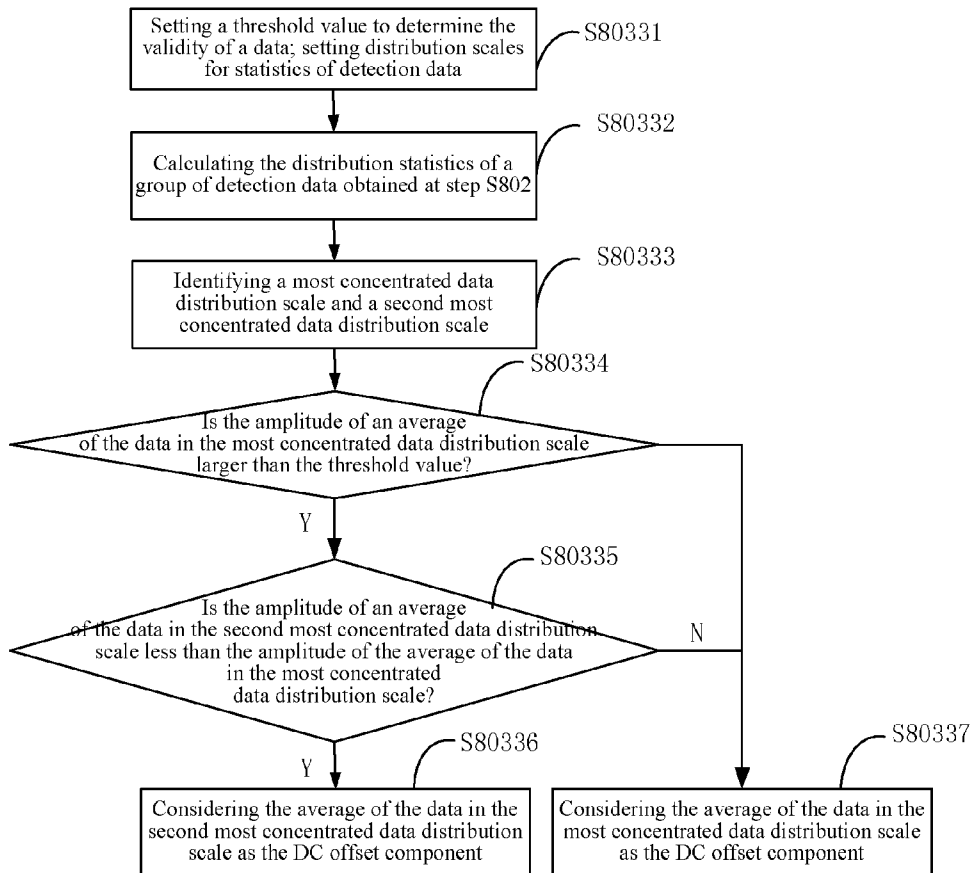 Setting a threshold value to determine the
validity of a data; setting distribution scales
for statistics of detection data
S80331
S80332
Calculating the distribution statistics of a
group of detection data obtained at step S802
S80333
Identifying a most concentrated data
distribution scale and a second most
concentrated data distribution scale
S80334
Is the amplitude of an average
of the data in the most concentrated data distribution scale
larger than the threshold value?
Y
S80335
Is the amplitude of an average
of the data in the second most concentrated data distribution
scale less than the amplitude of the average of the data
in the most concentrated
data distribution scale?
N
Y
S80336
S80337
Considering the average of the data in the
second most concentrated data distribution
scale as the DC offset component
Considering the average of the data in the
most concentrated data distribution scale
as the DC offset component